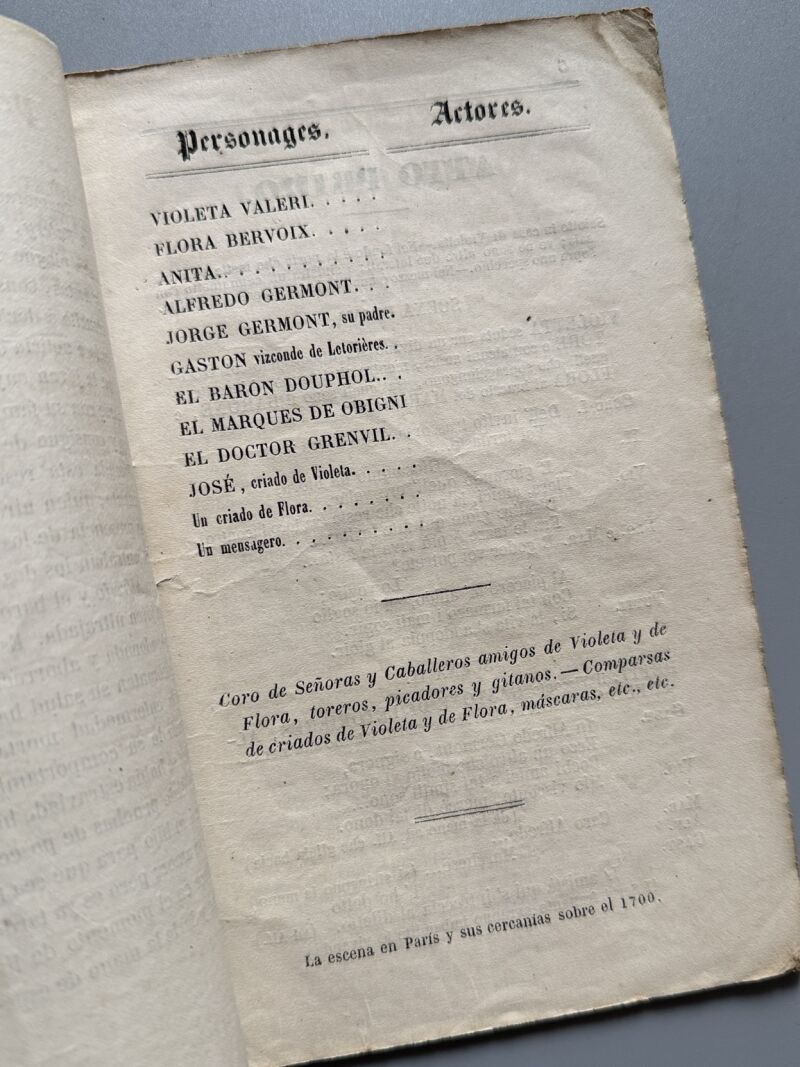 Personages. Actores.
VIOLETA VALERI. . . . .
FLORA BERVOIX. . . . .
ANITA. . . . . . . . . . .
ALFREDO GERMONT. . .
JORGE GERMONT, su padre.
GASTON vizconde de Letorières. .
EL BARON DOUPHOL.. .
EL MARQUES DE OBIGNI
EL DOCTOR GRENVIL. .
JOSÉ, criado de Violeta. . . . .
Un criado de Flora. . . . . . . .
Un mensagero. . . . . . . . . .
Coro de Señoras y Caballeros amigos de Violeta y de
Flora, toreros, picadores y gitanos.—Comparsas
de criados de Violeta y de Flora, máscaras, etc., etc.
La escena en París y sus cercanías sobre el 1700.